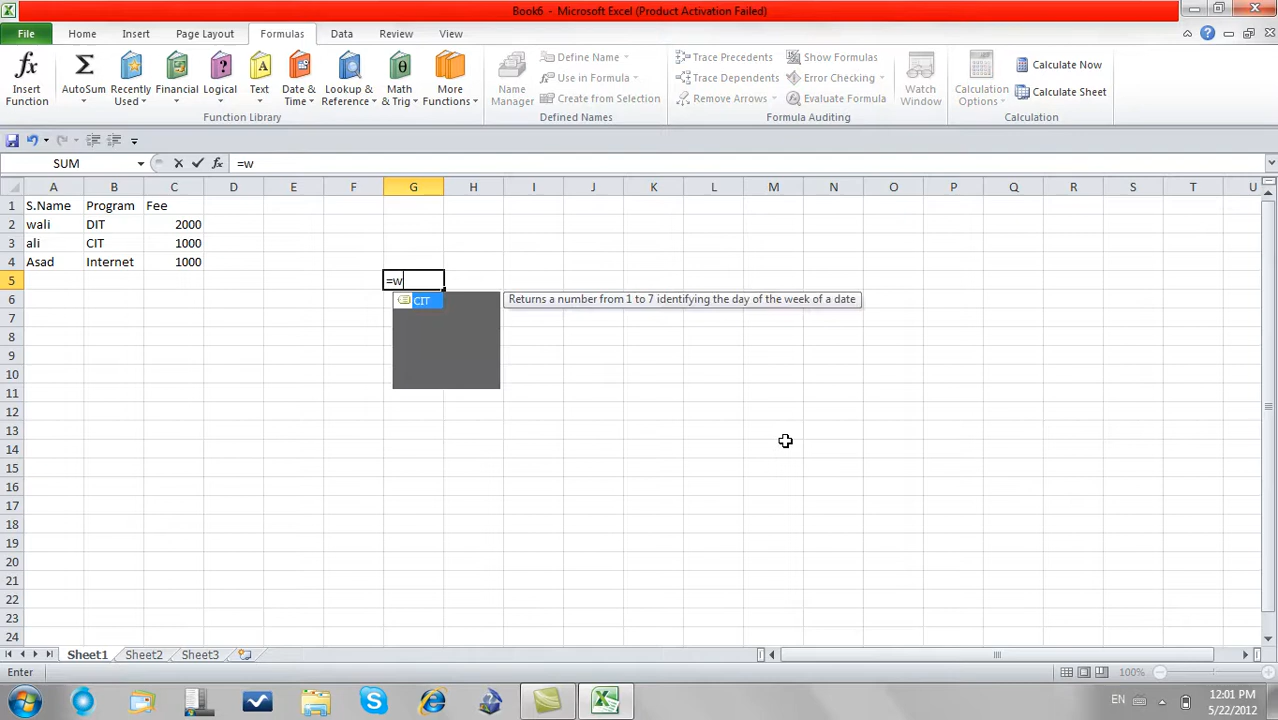 Book6 - Microsoft Excel (Product Activation Failed)
File Home Insert Page Layout Formulas Data Review View
Insert Function
AutoSum
Recently Used
Financial
Logical
Text
Date & Time
Lookup & Reference
Math & Trig
More Functions
Function Library
Name Manager
Define Name
Use in Formula
Create from Selection
Defined Names
Trace Precedents
Trace Dependents
Remove Arrows
Show Formulas
Error Checking
Evaluate Formula
Formula Auditing
Watch Window
Calculation Options
Calculate Now
Calculate Sheet
Calculation
SUM fx =w
A B C D E F G H I J K L M N O P Q R S T U
1 S.Name Program Fee
2 wali DIT 2000
3 ali CIT 1000
4 Asad Internet 1000
5 =w
6 CIT Returns a number from 1 to 7 identifying the day of the week of a date
7
8
9
10
11
12
13
14
15
16
17
18
19
20
21
22
23
24
Sheet1 Sheet2 Sheet3
Enter 100%
EN 12:01 PM
5/22/2012